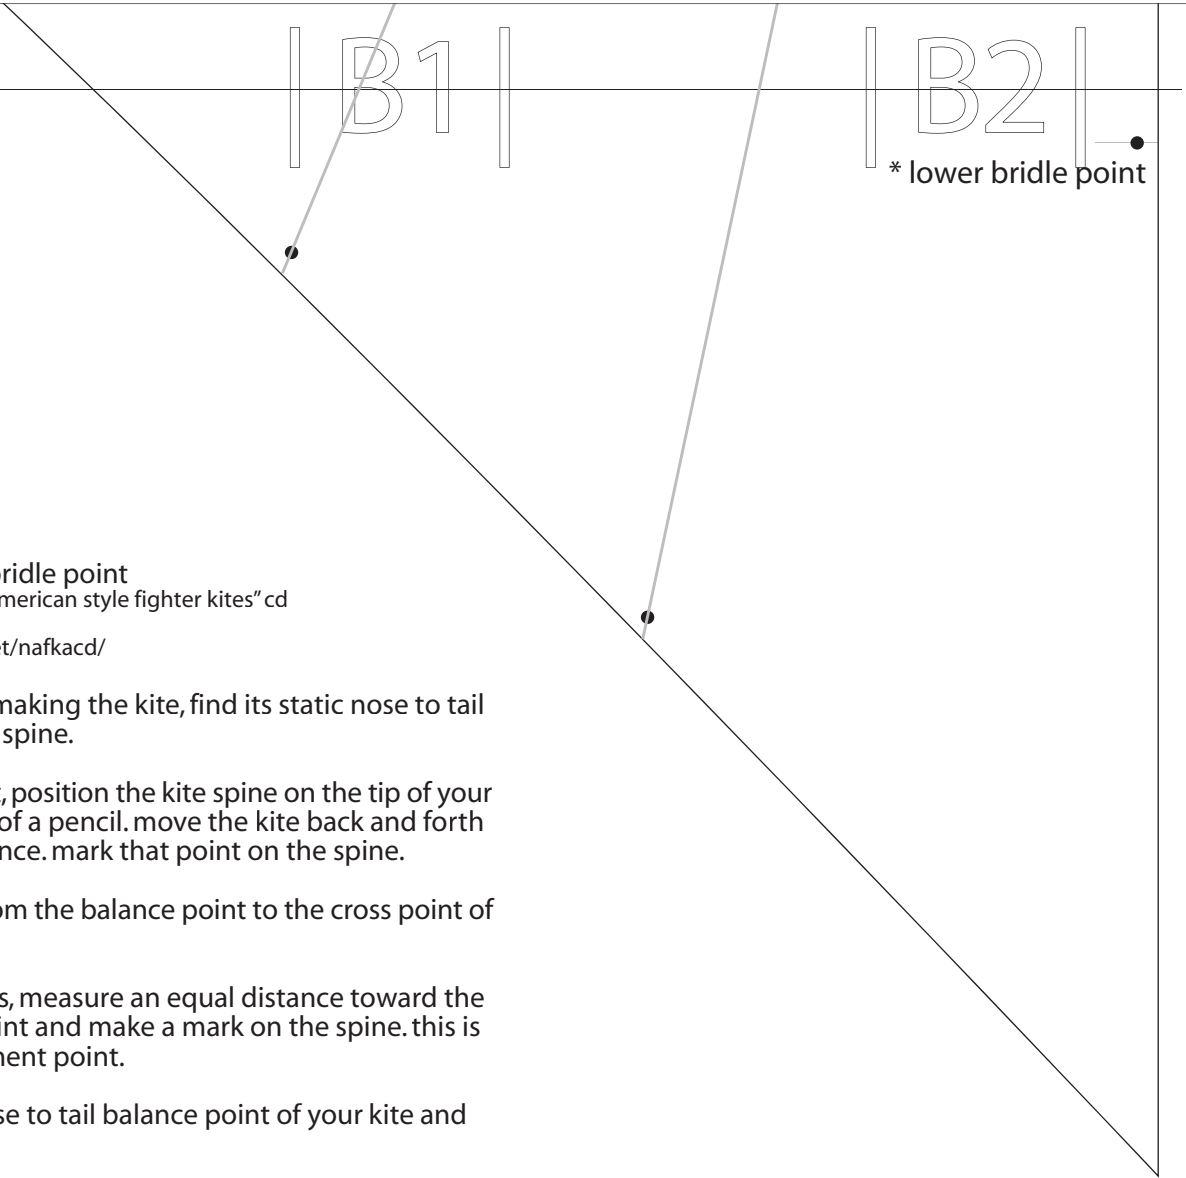 | B1 |
| B2 |
* lower bridle point
ridle point
merican style fighter kites" cd
et/nafkacd/
making the kite, find its static nose to tail
spine.
, position the kite spine on the tip of your
of a pencil. move the kite back and forth
nce. mark that point on the spine.
om the balance point to the cross point of
s, measure an equal distance toward the
int and make a mark on the spine. this is
nent point.
se to tail balance point of your kite and